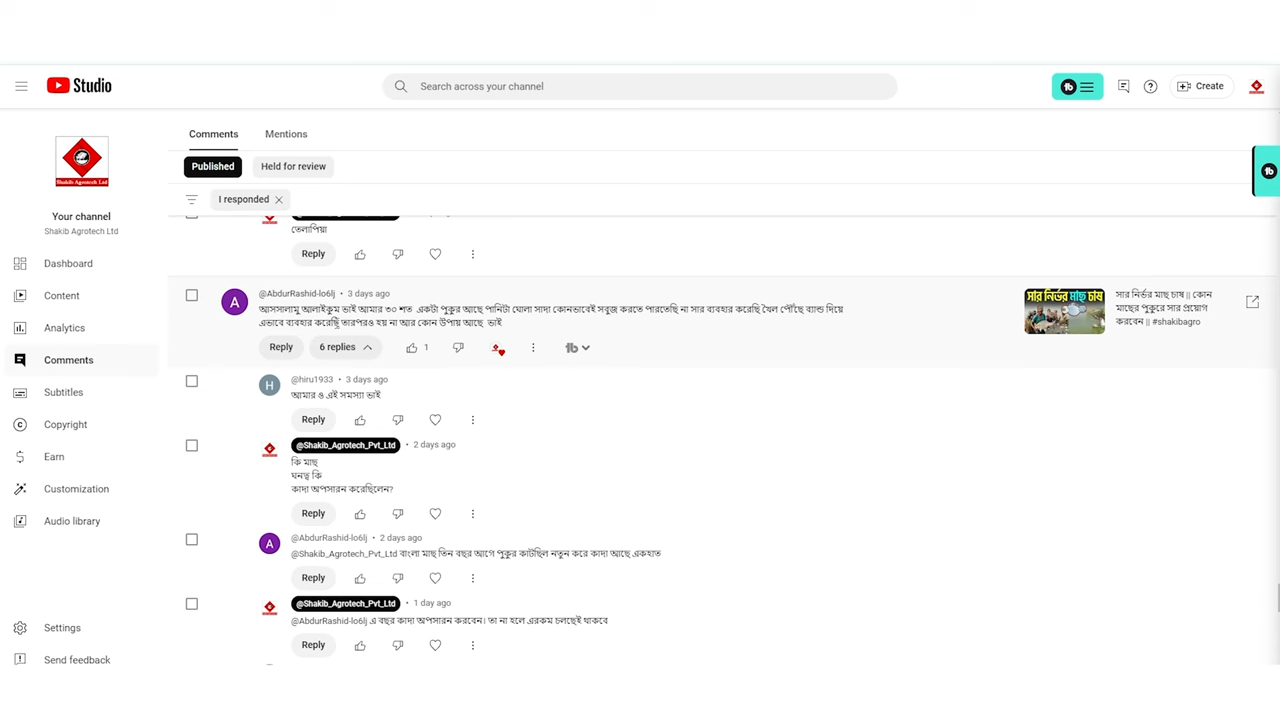 Studio
Search across your channel
Create
Shakib Agrotech Ltd
Your channel
Shakib Agrotech Ltd
Dashboard
Content
Analytics
Comments
Subtitles
Copyright
Earn
Customization
Audio library
Settings
Send feedback
Comments
Mentions
Published
Held for review
I responded
তেলাপিয়া
Reply
@AbdurRashid-lo6lj • 3 days ago
আসসালামু আলাইকুম ভাই আমার ৩০ শত একটা পুকুর আছে পানিটা ঘোলা সাদা কোনভাবেই সবুজ করতে পারতেছি না সার ব্যবহার করেছি খৈল পৌঁছে ব্যান্ড দিয়ে
এভাবে ব্যবহার করেছি তারপরও হয় না আর কোন উপায় আছে ভাই
Reply
6 replies
1
সার নির্ভর মাছ চাষ
সার নির্ভর মাছ চাষ || কোন
মাছের পুকুরে সার প্রয়োগ
করবেন || #shakibagro
@hiru1933 • 3 days ago
আমার ও এই সমস্যা ভাই
Reply
@Shakib_Agrotech_Pvt_Ltd • 2 days ago
কি মাছ
ঘনত্ব কি
কাদা অপসারন করেছিলেন?
Reply
@AbdurRashid-lo6lj • 2 days ago
@Shakib_Agrotech_Pvt_Ltd বাংলা মাছ তিন বছর আগে পুকুর কাটছিল নতুন করে কাদা আছে একহাত
Reply
@Shakib_Agrotech_Pvt_Ltd • 1 day ago
@AbdurRashid-lo6lj এ বছর কাদা অপসারন করবেন। তা না হলে এরকম চলছেই থাকবে
Reply